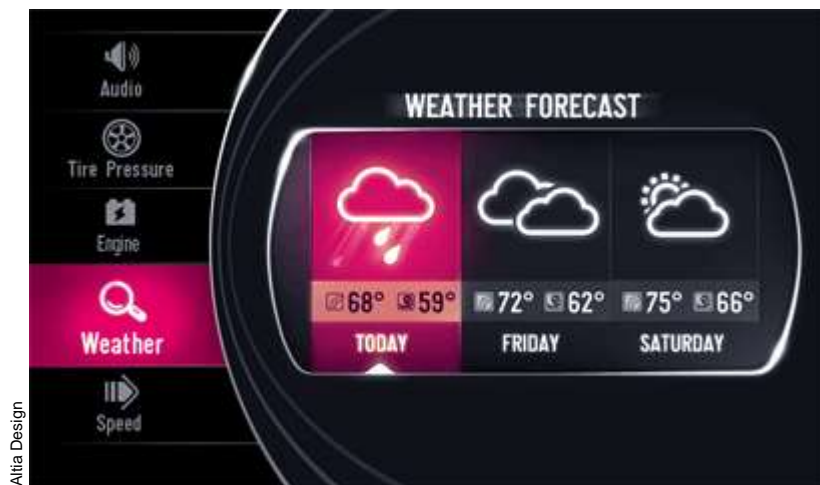 Audio
Tire Pressure
Engine
Weather
Speed
WEATHER FORECAST
68° 59° 72° 62° 75° 66°
TODAY FRIDAY SATURDAY
Altia Design